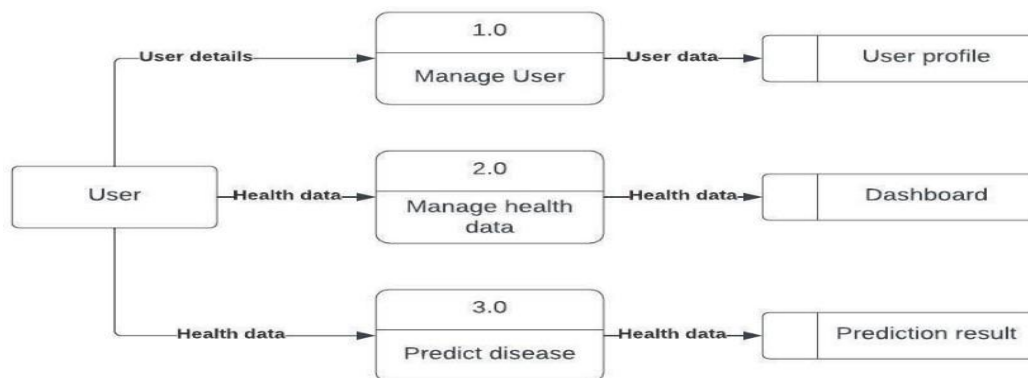 1.0
User details
Manage User
User data
User profile
User
Health data
2.0
Manage health
data
Health data
Dashboard
3.0
Health data
Predict disease
Health data
Prediction result